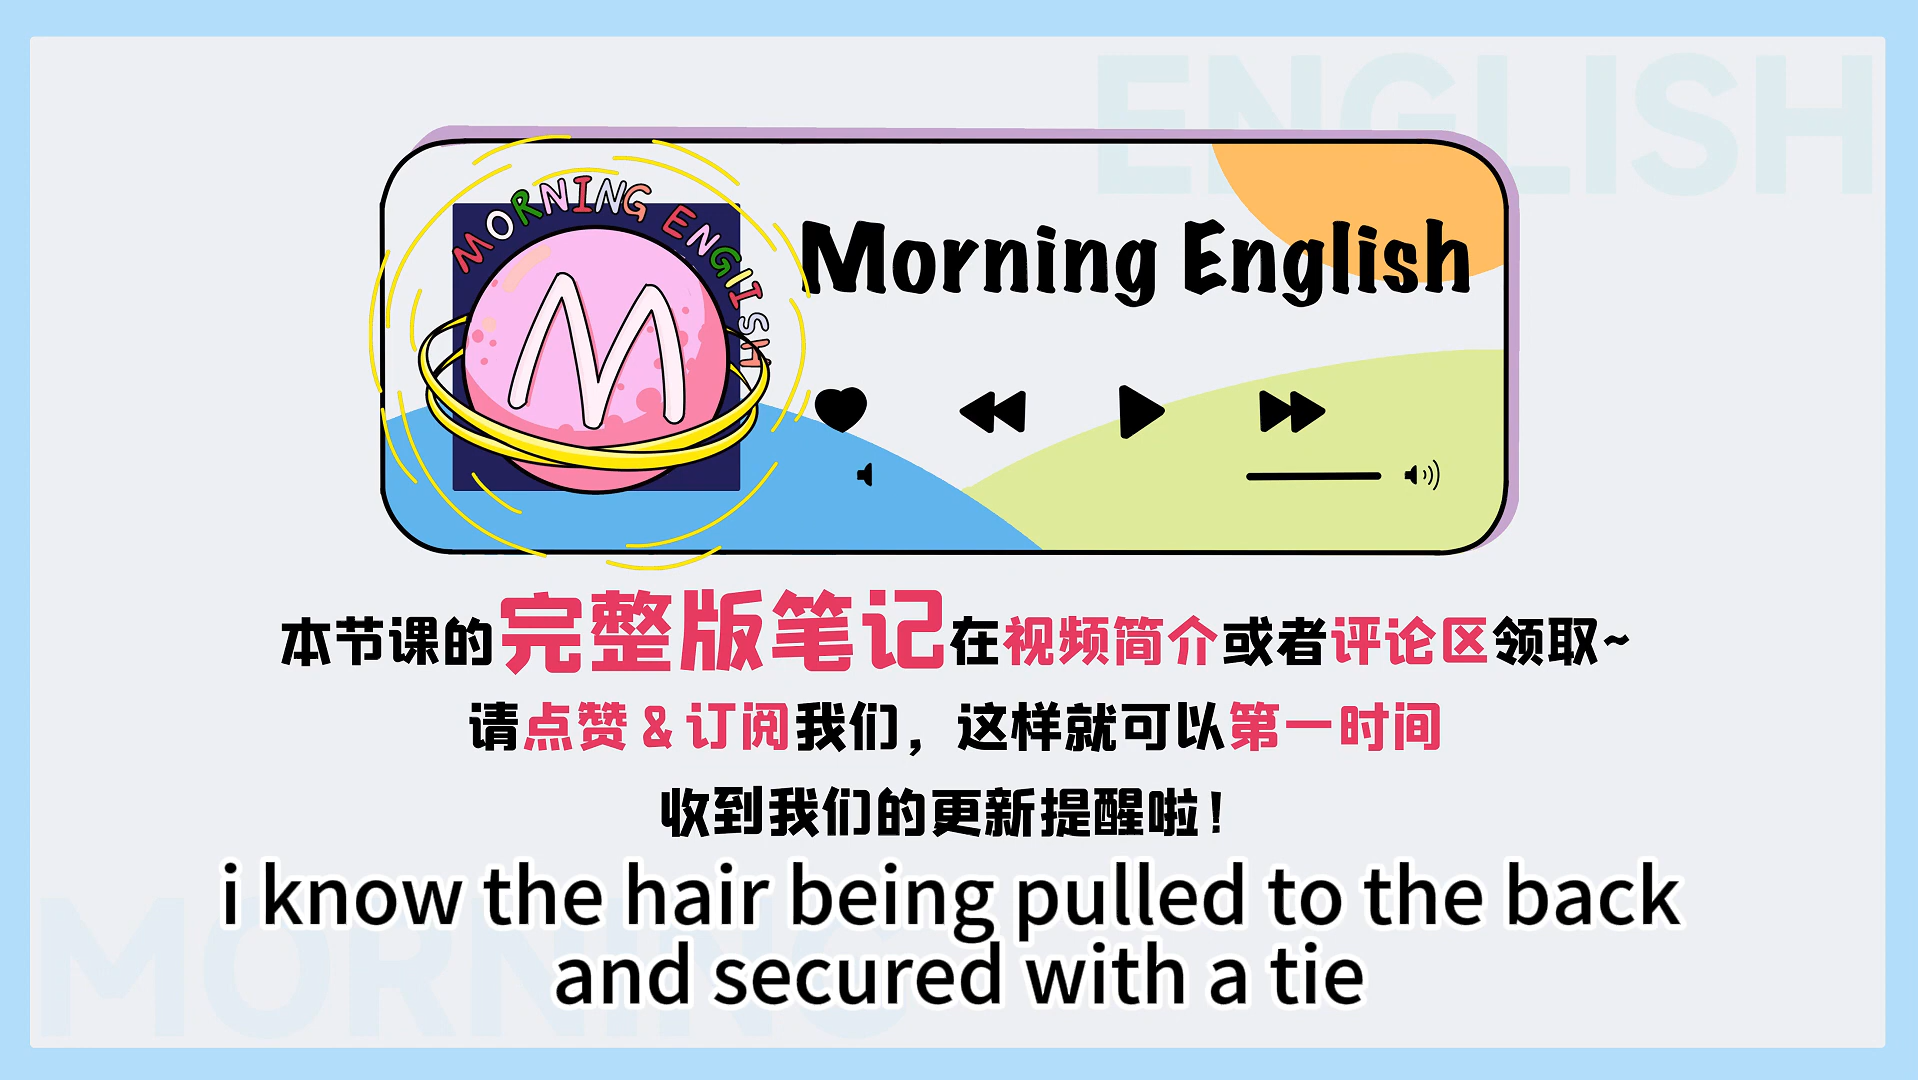 ENGLISH
MORNING ENGLISH
M
Morning English
本节课的完整版笔记在视频简介或者评论区领取~
请点赞&订阅我们，这样就可以第一时间
收到我们的更新提醒啦！
MORNING
i know the hair being pulled to the back
and secured with a tie